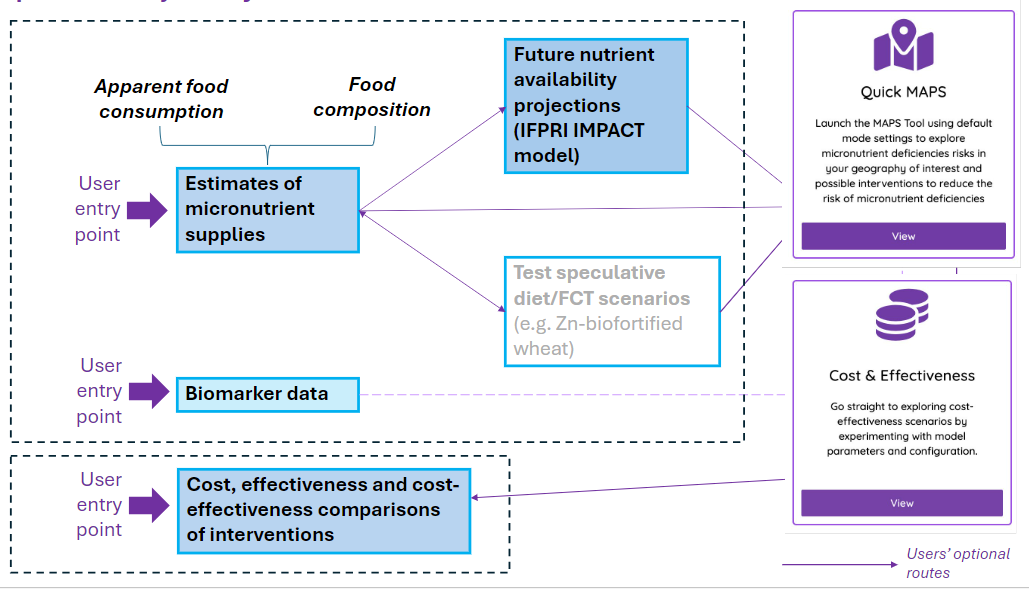 Apparent food
consumption
Food
composition
Future nutrient
availability
projections
(IFPRI IMPACT
model)
User
entry
point
Estimates of
micronutrient
supplies
Test speculative
diet/FCT scenarios
(e.g. Zn-biofortified
wheat)
User
entry
point
Biomarker data
User
entry
point
Cost, effectiveness and cost-
effectiveness comparisons
of interventions
Quick MAPS
Launch the MAPS Tool using default
mode settings to explore
micronutrient deficiencies risks in
your geography of interest and
possible interventions to reduce the
risk of micronutrient deficiencies
View
Cost & Effectiveness
Go straight to exploring cost-
effectiveness scenarios by
experimenting with model
parameters and configuration.
View
Users' optional
routes